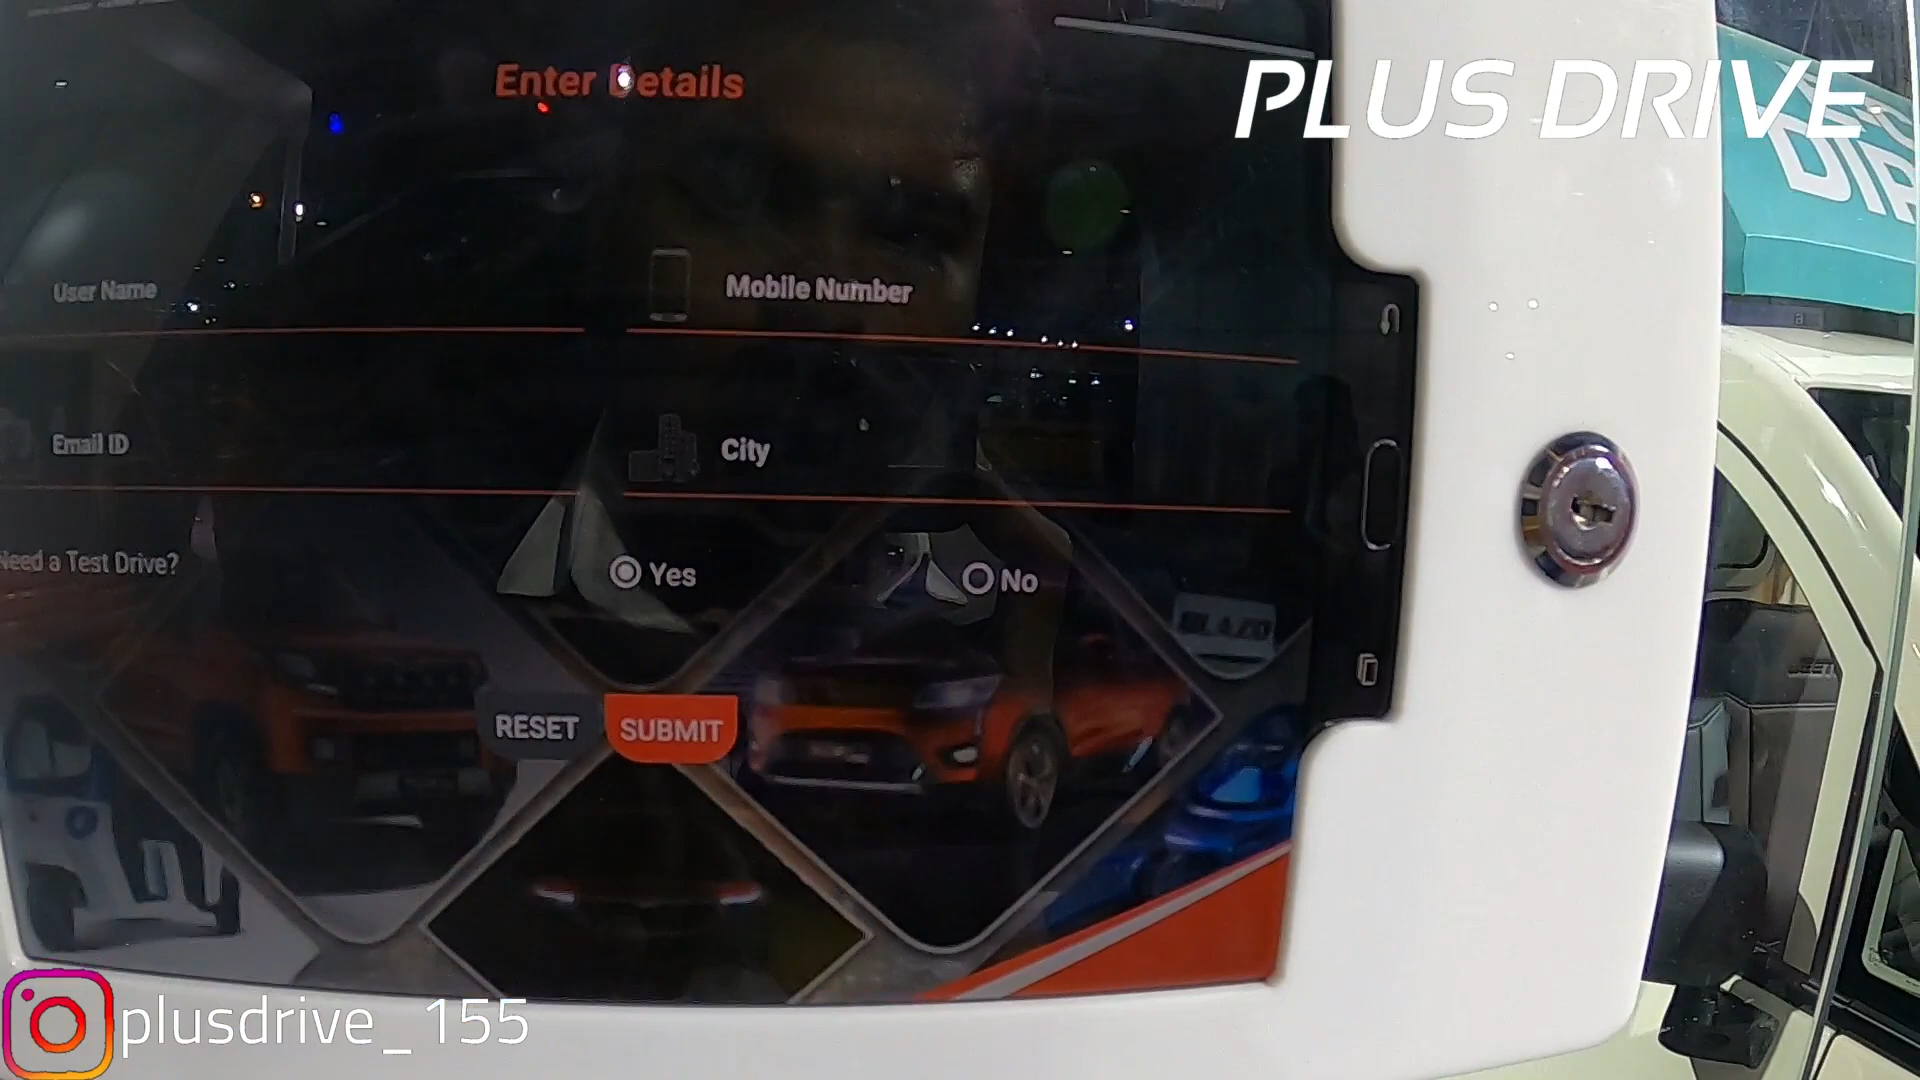 PLUS DRIVE
Enter Details
User Name
Mobile Number
Email ID
City
Need a Test Drive?
Yes
No
BLAZO
RESET
SUBMIT
plusdrive_155